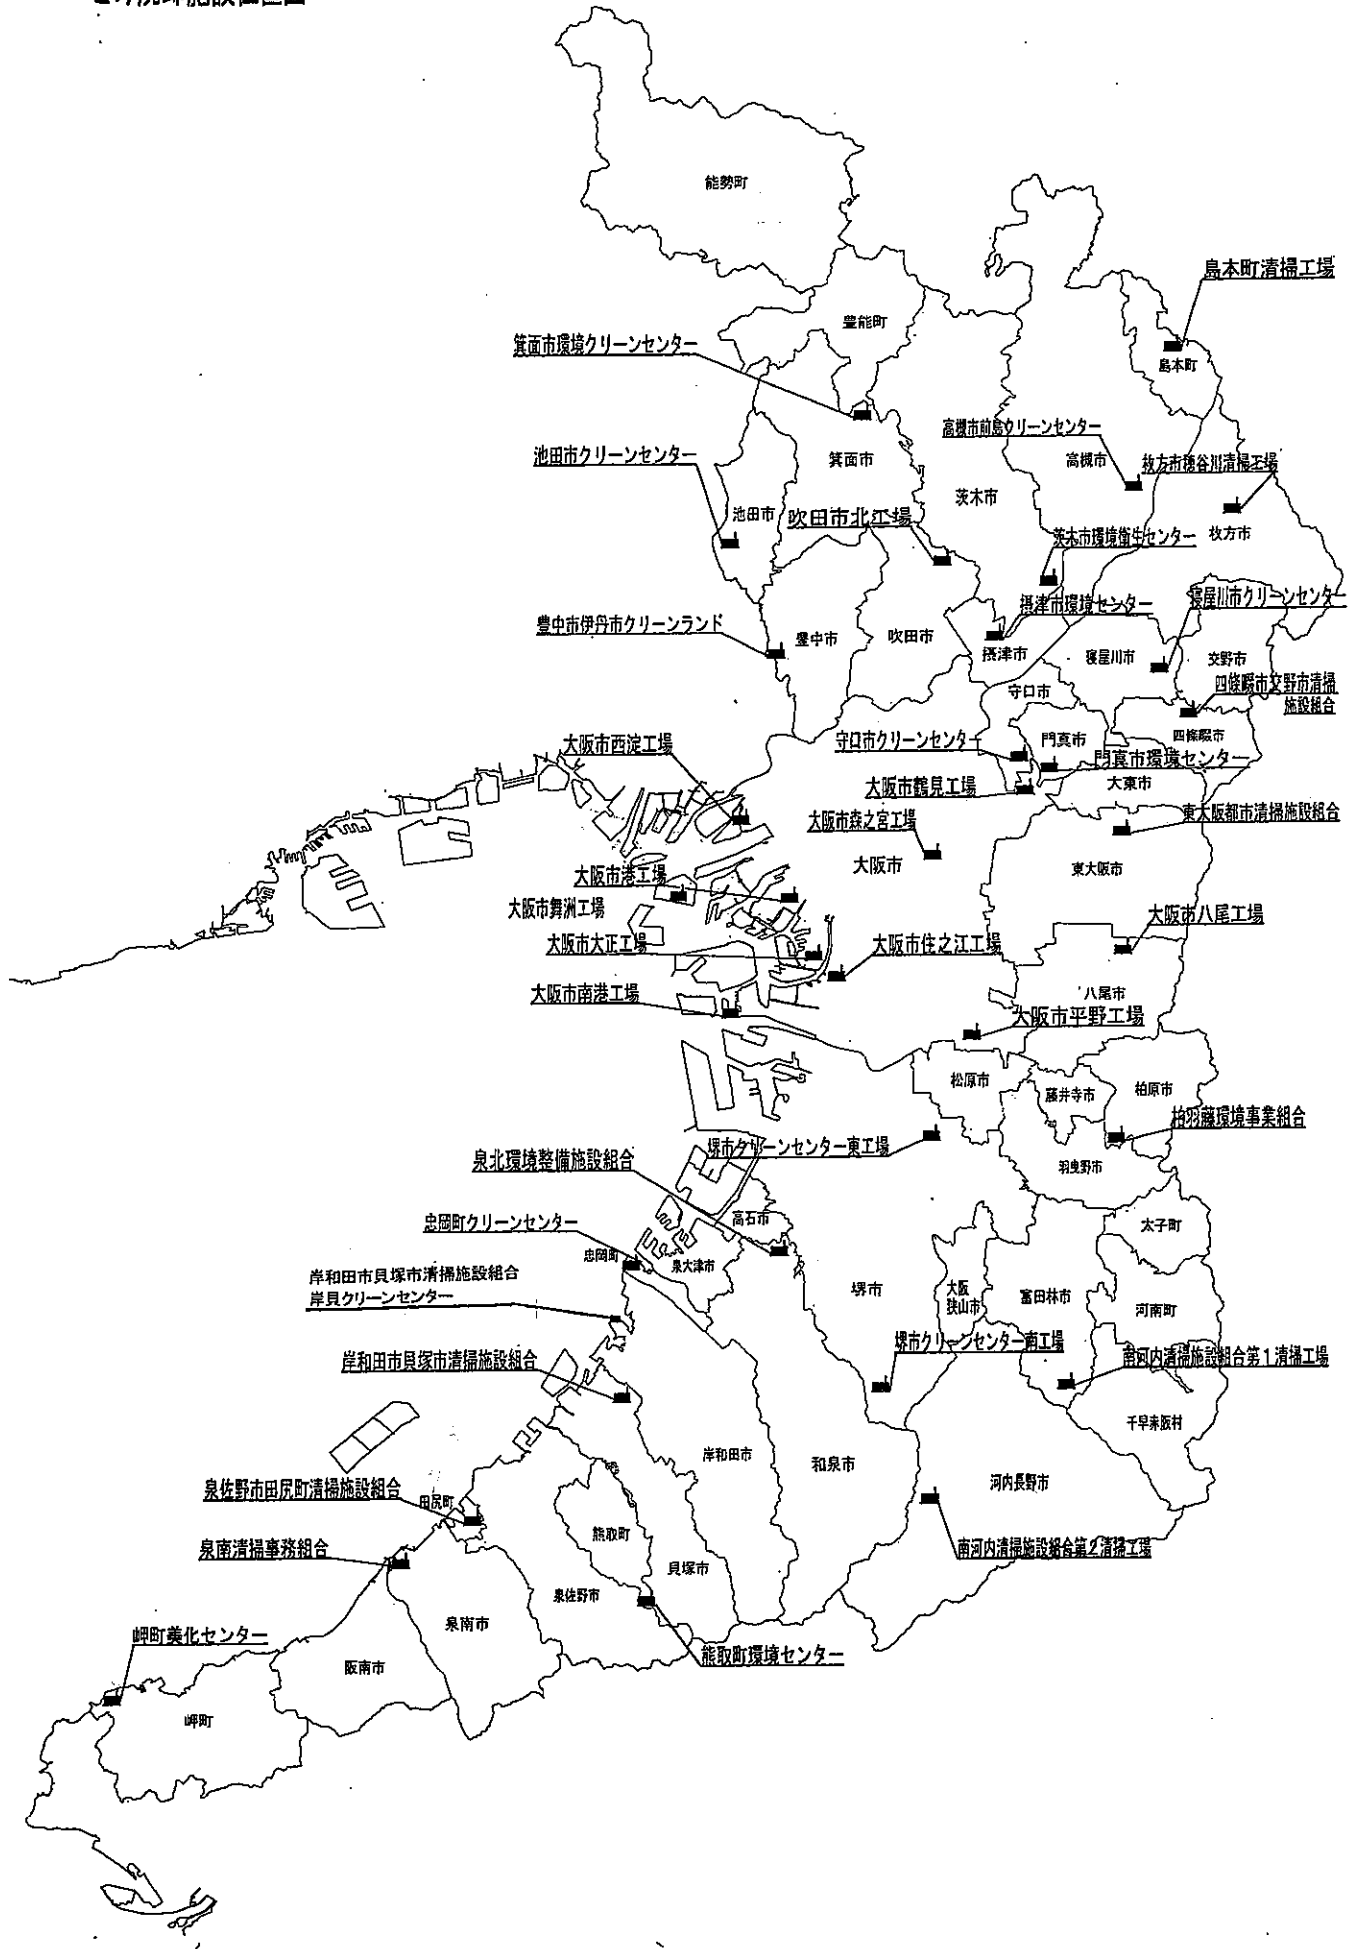 能勢町
島本町清掃工場
豊能町
箕面市環境クリーンセンター
島本町
高槻市前島クリーンセンター
池田市クリーンセンター
箕面市
高槻市
枚方市穂谷川清掃工場
茨木市
池田市
吹田市北工場
茨木市環境衛生センター
枚方市
寝屋川市クリーンセンター
摂津市環境センター
豊中市伊丹市クリーンランド
豊中市
吹田市
摂津市
寝屋川市
交野市
守口市
四條畷市交野市清掃
施設組合
大阪市西淀工場
守口市クリーンセンター
門真市
四條畷市
門真市環境センター
大阪市鶴見工場
大東市
大阪市森之宮工場
東大阪都市清掃施設組合
大阪市
東大阪市
大阪市港工場
大阪市舞洲工場
大阪市八尾工場
大阪市大正工場
大阪市住之江工場
大阪市南港工場
八尾市
大阪市平野工場
松原市
藤井寺市
柏原市
柏羽藤環境事業組合
堺市クリーンセンター東工場
泉北環境整備施設組合
羽曳野市
高石市
太子町
忠岡町クリーンセンター
忠岡町
泉大津市
岸和田市貝塚市清掃施設組合
岸貝クリーンセンター
堺市
大阪
狭山市
富田林市
河南町
堺市クリーンセンター南工場
岸和田市貝塚市清掃施設組合
南河内清掃施設組合第1清掃工場
千早赤阪村
岸和田市
和泉市
河内長野市
泉佐野市田尻町清掃施設組合
田尻町
熊取町
泉南清掃事務組合
南河内清掃施設組合第2清掃工場
貝塚市
泉佐野市
泉南市
岬町美化センター
熊取町環境センター
阪南市
岬町